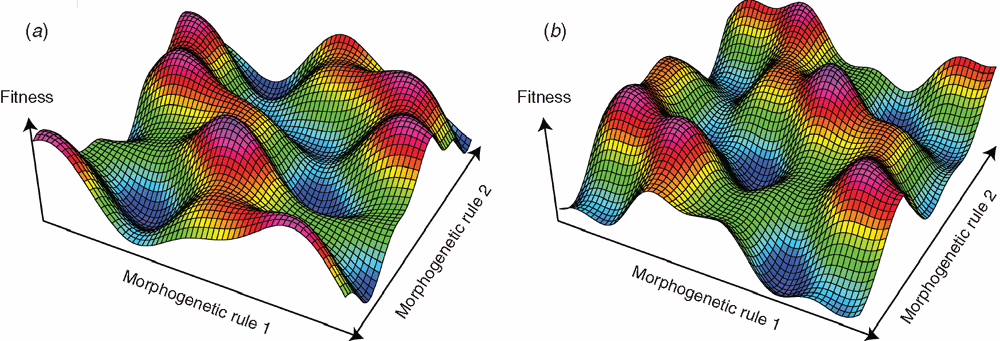 (a)
Fitness
Morphogenetic rule 1
Morphogenetic rule 2
(b)
Fitness
Morphogenetic rule 1
Morphogenetic rule 2